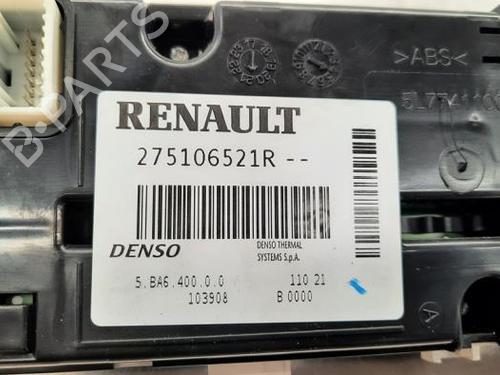 >ABS<
RENAULT
275106521R --
DENSO
DENSO THERMAL
SYSTEMS S.p.A.
5.BA6.400.0.0
110 21
103908
B 0000
A
B-PARTS